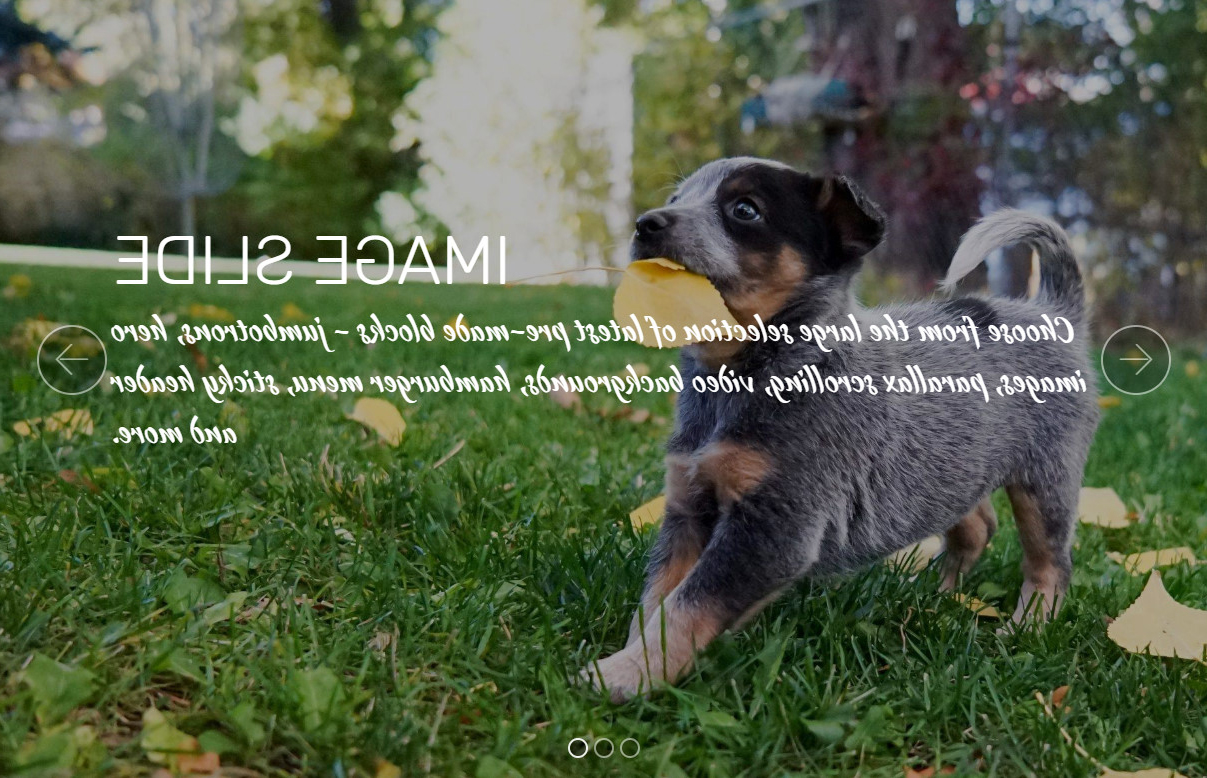 IMAGE SLIDE
Choose from the large selection of latest pre-made blocks - jumbotrons, hero
images, parallax scrolling, video backgrounds, hamburger menu, sticky header
and more.